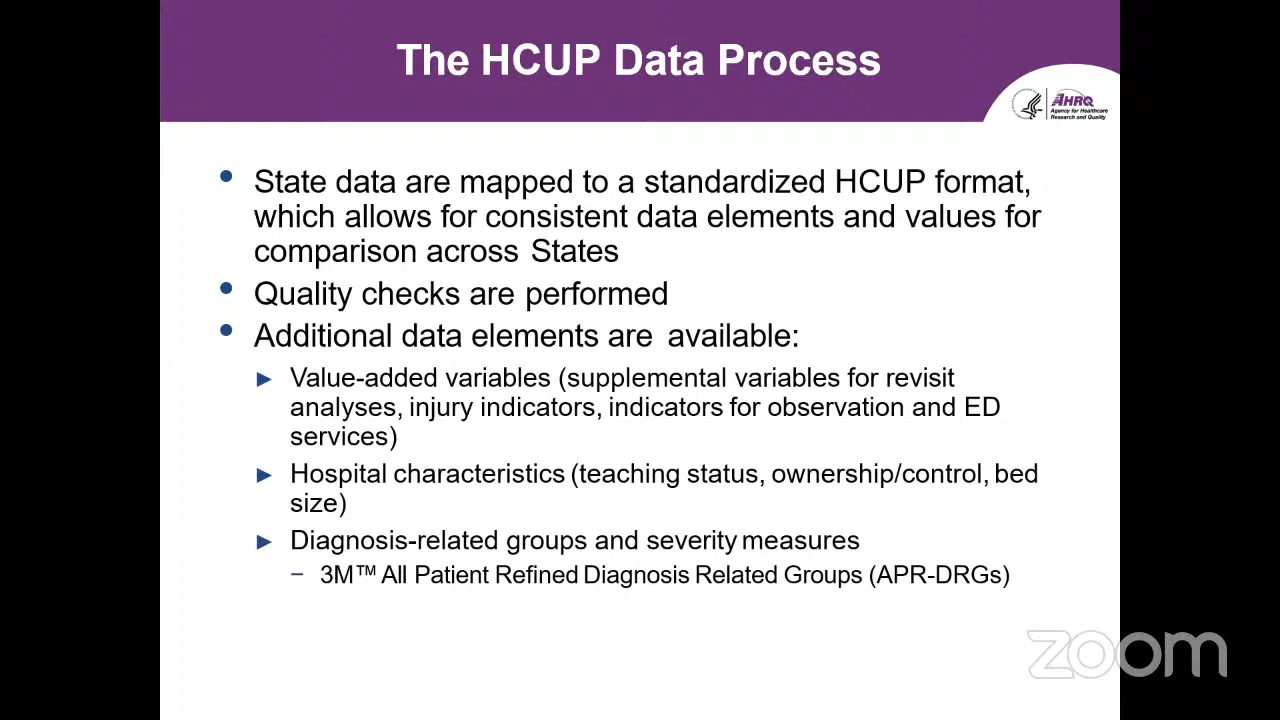 The HCUP Data Process
AHRQ
Agency for Healthcare
Research and Quality
• State data are mapped to a standardized HCUP format,
which allows for consistent data elements and values for
comparison across States
• Quality checks are performed
• Additional data elements are available:
► Value-added variables (supplemental variables for revisit
analyses, injury indicators, indicators for observation and ED
services)
► Hospital characteristics (teaching status, ownership/control, bed
size)
► Diagnosis-related groups and severity measures
− 3M™ All Patient Refined Diagnosis Related Groups (APR-DRGs)
zoom